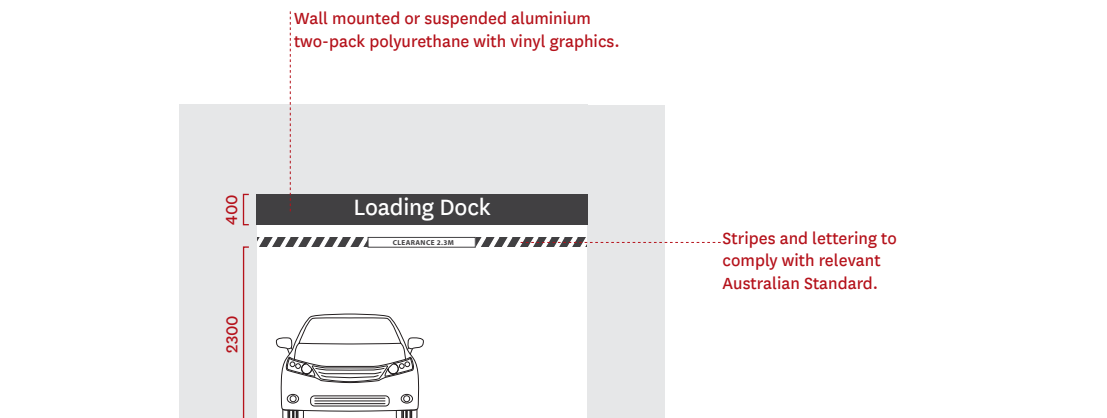 Wall mounted or suspended aluminium
two-pack polyurethane with vinyl graphics.
400
Loading Dock
CLEARANCE 2.3M
Stripes and lettering to
comply with relevant
Australian Standard.
2300